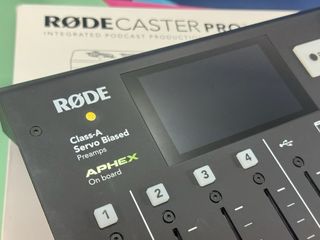 RØDECASTER PRO
INTEGRATED PODCAST PRODUCTION
RØDE
Class-A
Servo Biased
Preamps
APHEX
On board
1
2
3
4